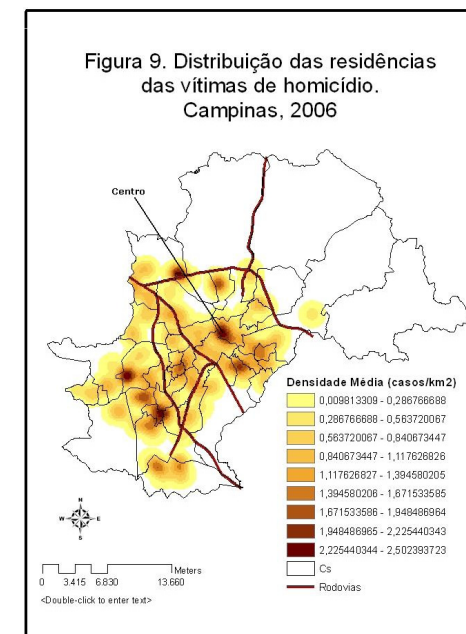 Figura 9. Distribuição das residências
das vítimas de homicídio.
Campinas, 2006
Centro
Densidade Média (casos/km2)
0,009813309 - 0,286766688
0,286766688 - 0,563720067
0,563720067 - 0,840673447
0,840673447 - 1,117626826
1,117626827 - 1,394580205
1,394580206 - 1,671533585
1,671533586 - 1,948486964
1,948486965 - 2,225440343
2,225440344 - 2,502393723
Cs
Rodovias
N
W E
S
Meters
0 3.415 6.830 13.660
<Double-click to enter text>